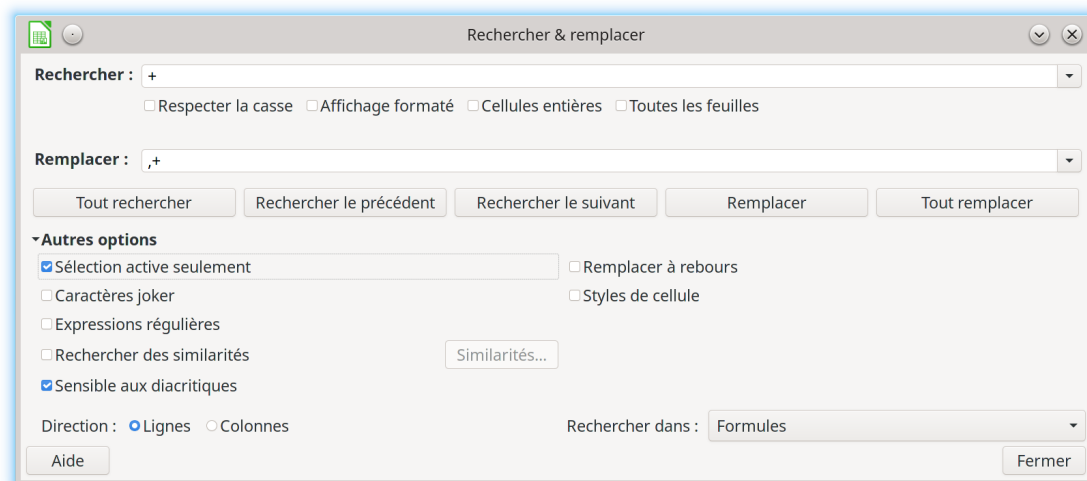 Rechercher & remplacer
Rechercher : +
Respecter la casse Affichage formaté Cellules entières Toutes les feuilles
Remplacer : ,+
Tout rechercher Rechercher le précédent Rechercher le suivant Remplacer Tout remplacer
Autres options
Sélection active seulement Remplacer à rebours
Caractères joker Styles de cellule
Expressions régulières
Rechercher des similarités Similarités...
Sensible aux diacritiques
Direction : Lignes Colonnes Rechercher dans : Formules
Aide Fermer